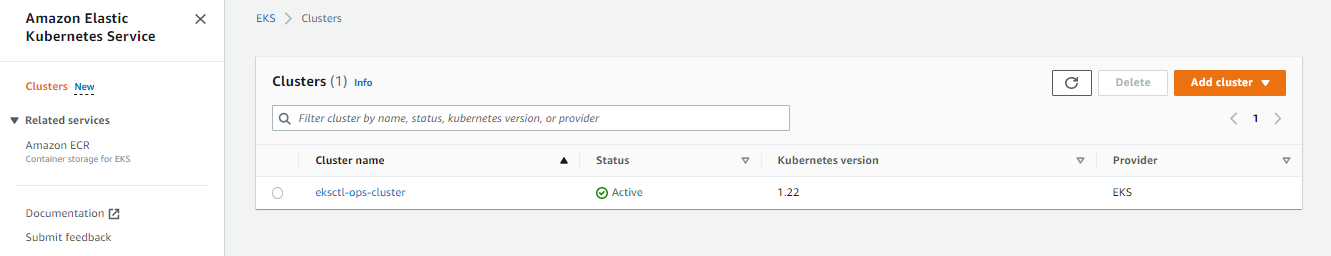 Amazon Elastic
Kubernetes Service
Clusters New
Related services
Amazon ECR
Container storage for EKS
Documentation
Submit feedback
EKS Clusters
Clusters (1) Info
Delete
Add cluster
Filter cluster by name, status, kubernetes version, or provider
1
Cluster name Status Kubernetes version Provider
eksctl-ops-cluster Active 1.22 EKS